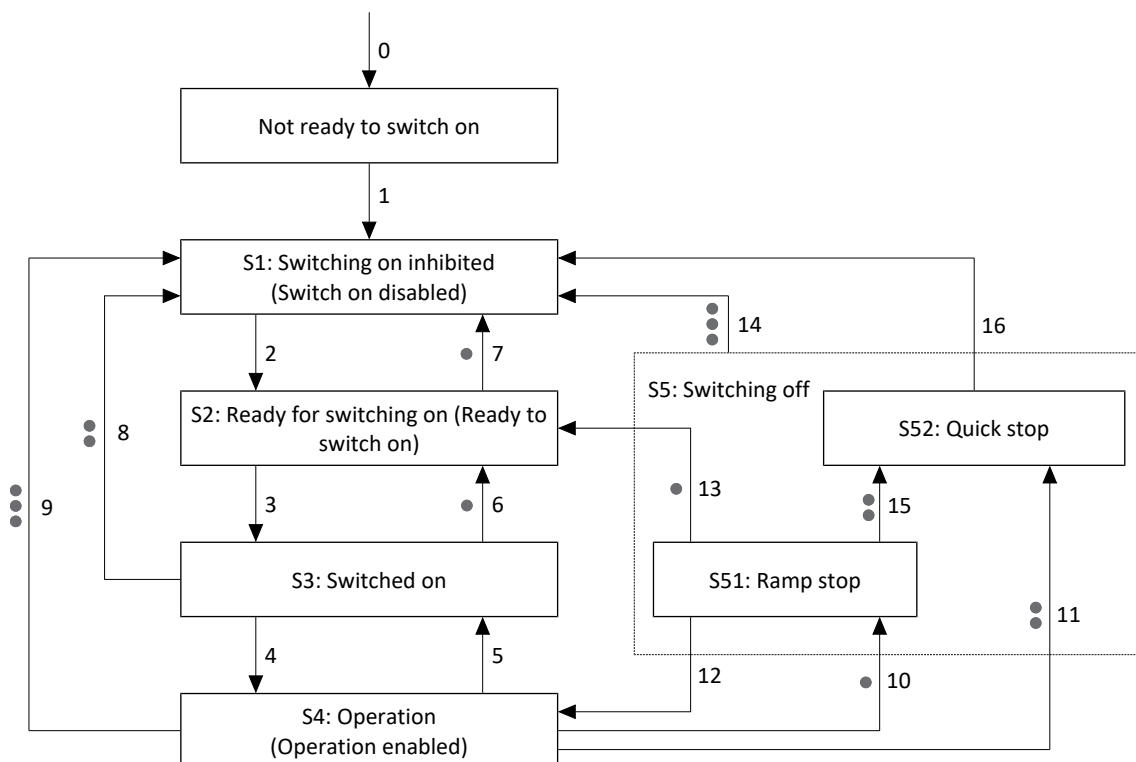 0
Not ready to switch on
1
S1: Switching on inhibited
(Switch on disabled)
14
16
2
7
S5: Switching off
S2: Ready for switching on (Ready to
switch on)
S52: Quick stop
8
9
3
6
13
15
S3: Switched on
S51: Ramp stop
11
4
5
12
10
S4: Operation
(Operation enabled)